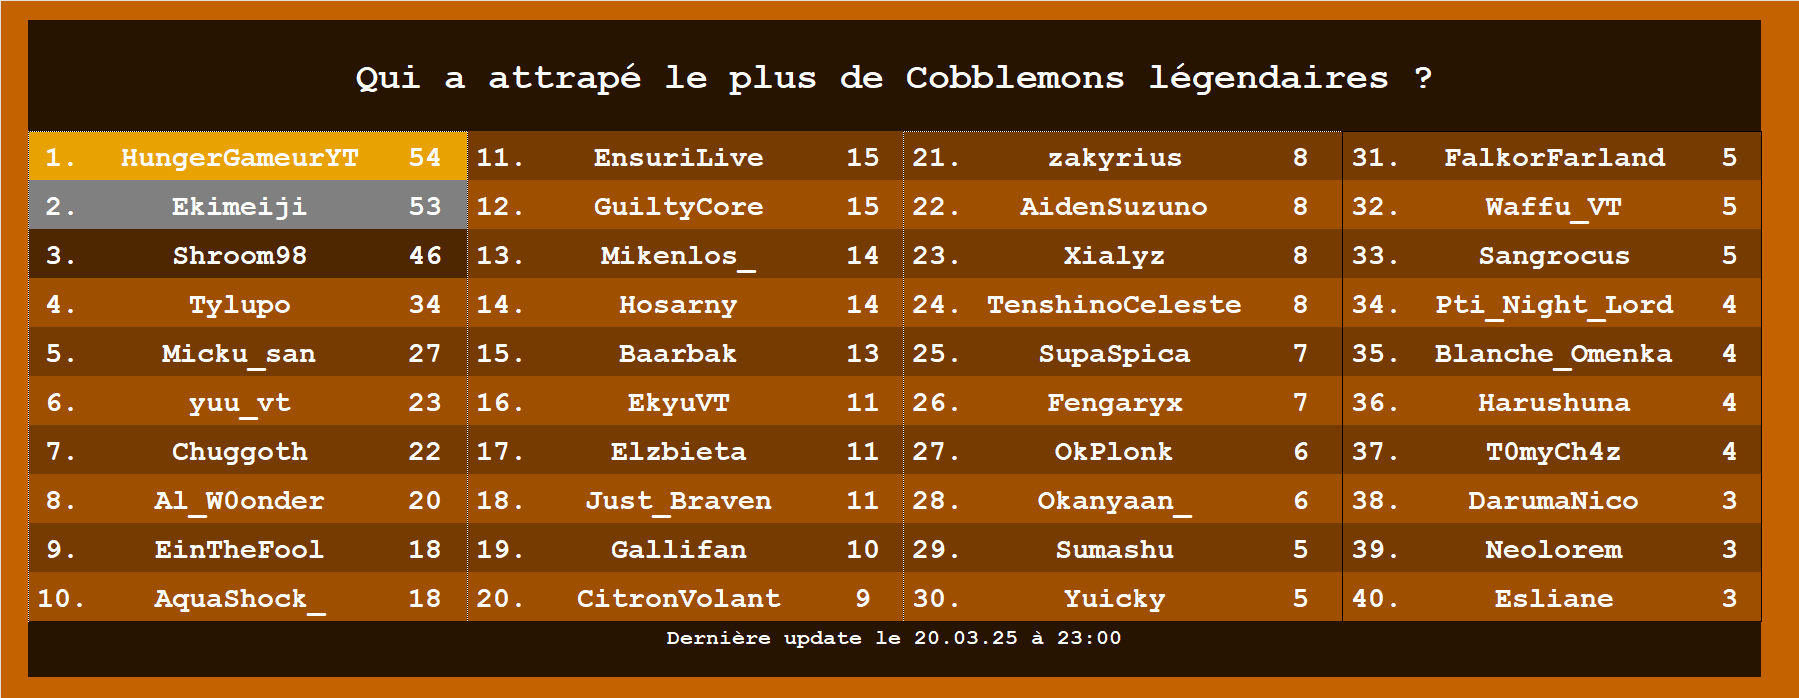 Qui a attrapé le plus de Cobblemons légendaires ?
1. HungerGameurYT 54
2. Ekimeiji 53
3. Shroom98 46
4. Tylupo 34
5. Micku_san 27
6. yuu_vt 23
7. Chuggoth 22
8. Al_W0onder 20
9. EinTheFool 18
10. AquaShock_ 18
11. EnsuriLive 15
12. GuiltyCore 15
13. Mikenlos_ 14
14. Hosarny 14
15. Baarbak 13
16. EkyuVT 11
17. Elzbieta 11
18. Just_Braven 11
19. Gallifan 10
20. CitronVolant 9
21. zakyrius 8
22. AidenSuzuno 8
23. Xialyz 8
24. TenshinoCeleste 8
25. SupaSpica 7
26. Fengaryx 7
27. OkPlonk 6
28. Okanyaan_ 6
29. Sumashu 5
30. Yuicky 5
31. FalkorFarland 5
32. Waffu_VT 5
33. Sangrocus 5
34. Pti_Night_Lord 4
35. Blanche_Omenka 4
36. Harushuna 4
37. T0myCh4z 4
38. DarumaNico 3
39. Neolorem 3
40. Esliane 3
Dernière update le 20.03.25 à 23:00